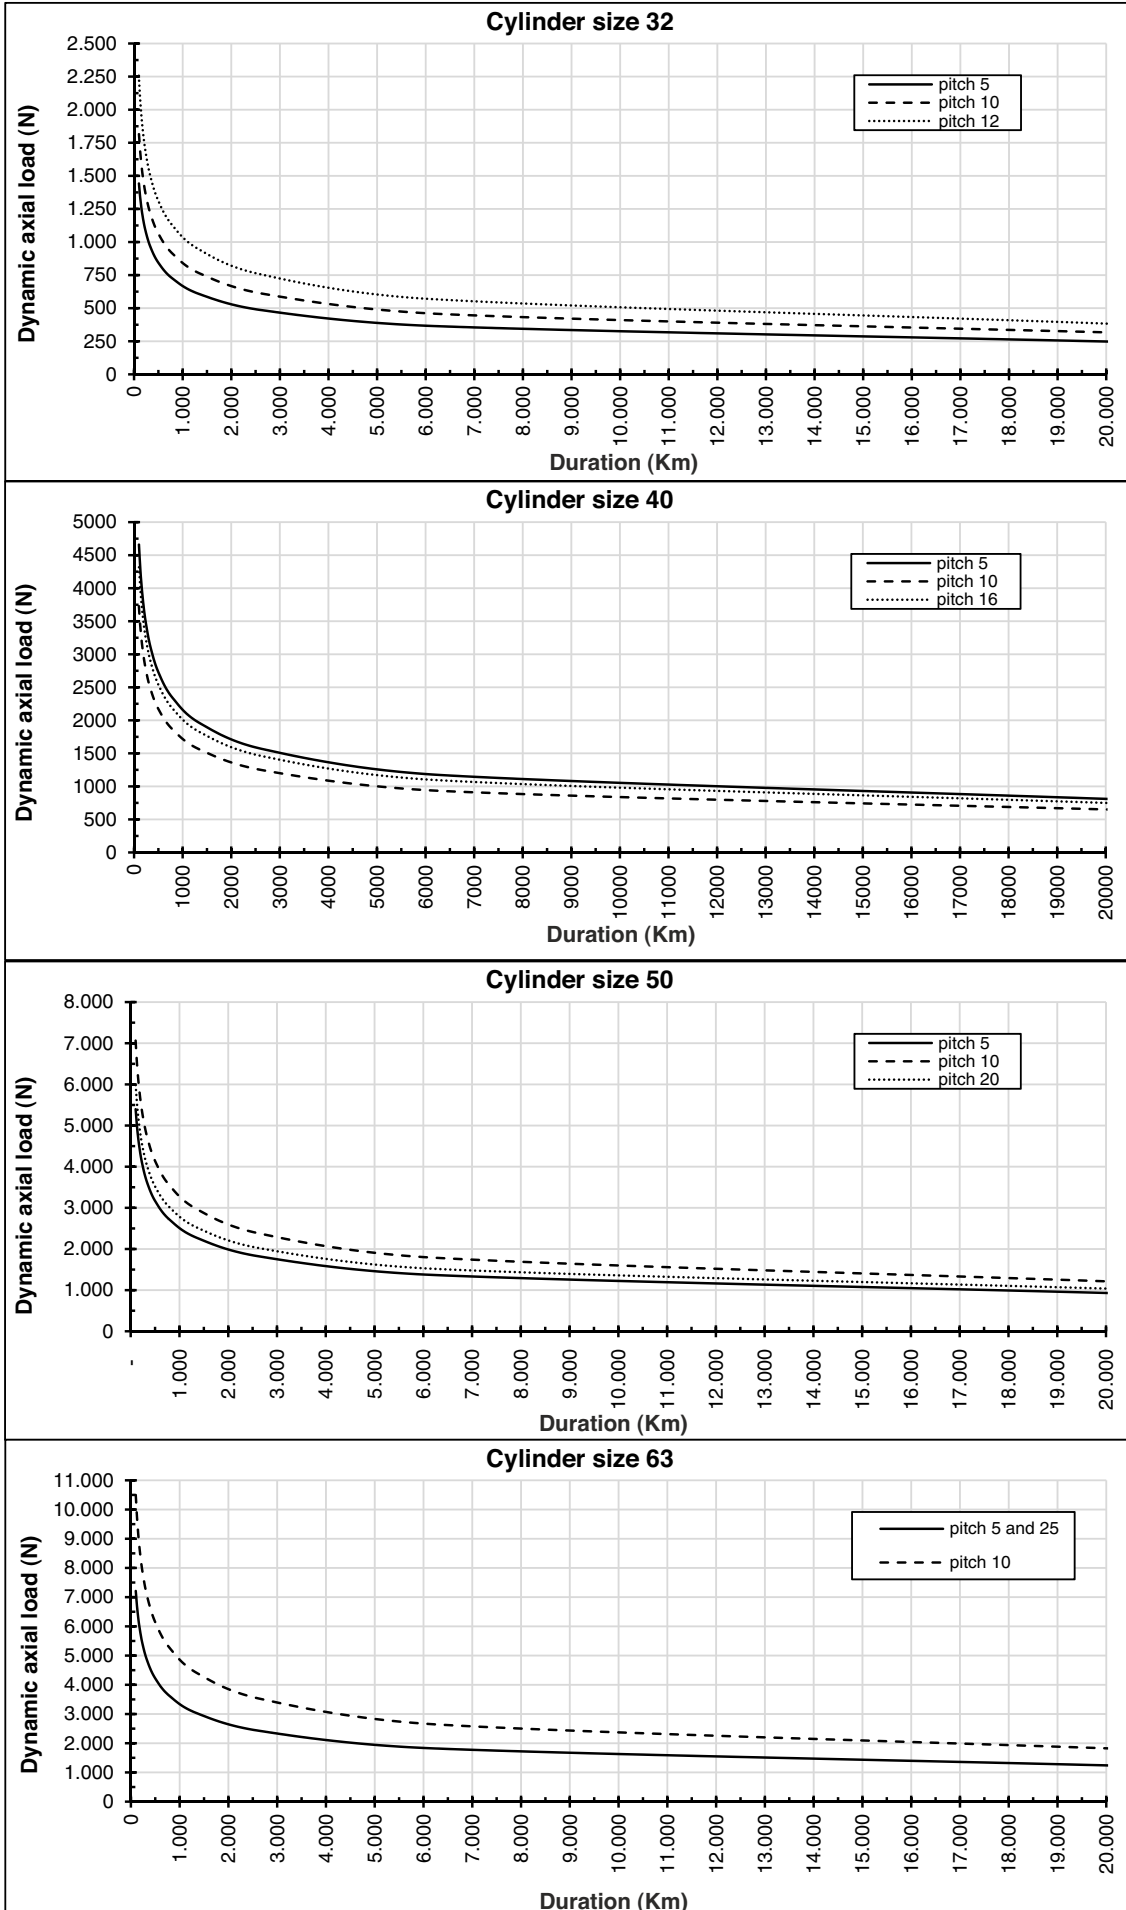 Cylinder size 32
Dynamic axial load (N)
2.500
2.250
2.000
1.750
1.500
1.250
1.000
750
500
250
0
pitch 5
pitch 10
pitch 12
0 1.000 2.000 3.000 4.000 5.000 6.000 7.000 8.000 9.000 10.000 11.000 12.000 13.000 14.000 15.000 16.000 17.000 18.000 19.000 20.000
Duration (Km)
Cylinder size 40
Dynamic axial load (N)
5000
4500
4000
3500
3000
2500
2000
1500
1000
500
0
pitch 5
pitch 10
pitch 16
0 1000 2000 3000 4000 5000 6000 7000 8000 9000 10000 11000 12000 13000 14000 15000 16000 17000 18000 19000 20000
Duration (Km)
Cylinder size 50
Dynamic axial load (N)
8.000
7.000
6.000
5.000
4.000
3.000
2.000
1.000
0
pitch 5
pitch 10
pitch 20
- 1.000 2.000 3.000 4.000 5.000 6.000 7.000 8.000 9.000 10.000 11.000 12.000 13.000 14.000 15.000 16.000 17.000 18.000 19.000 20.000
Duration (Km)
Cylinder size 63
Dynamic axial load (N)
11.000
10.000
9.000
8.000
7.000
6.000
5.000
4.000
3.000
2.000
1.000
0
pitch 5 and 25
pitch 10
0 1.000 2.000 3.000 4.000 5.000 6.000 7.000 8.000 9.000 10.000 11.000 12.000 13.000 14.000 15.000 16.000 17.000 18.000 19.000 20.000
Duration (Km)